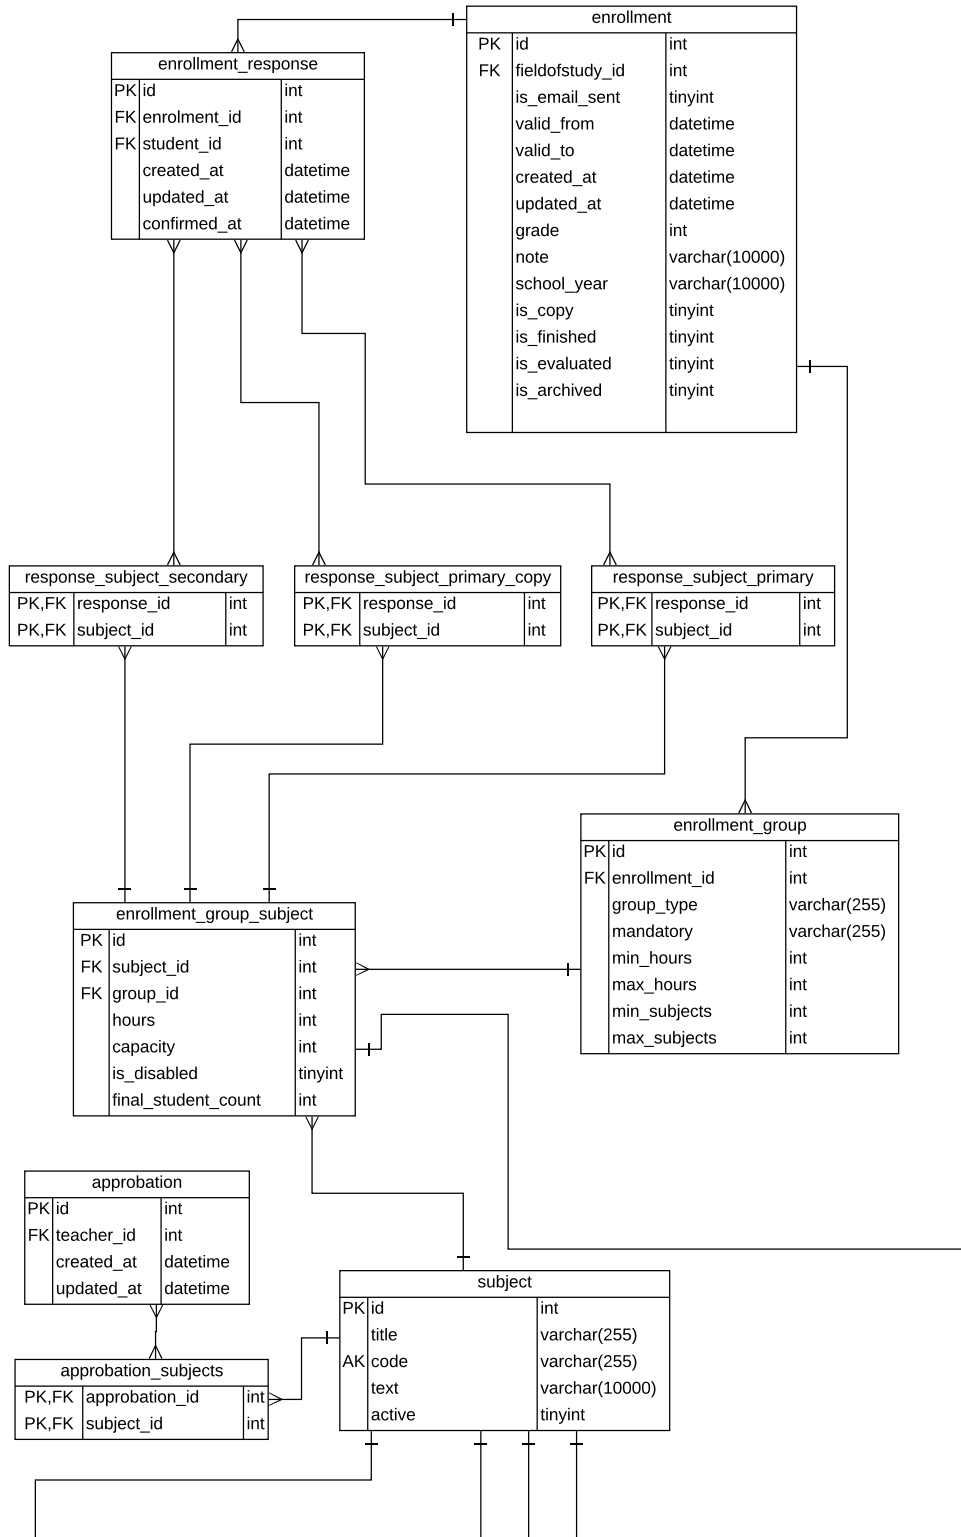 enrollment
PK id int
FK fieldofstudy_id int
is_email_sent tinyint
valid_from datetime
valid_to datetime
created_at datetime
updated_at datetime
grade int
note varchar(10000)
school_year varchar(10000)
is_copy tinyint
is_finished tinyint
is_evaluated tinyint
is_archived tinyint
enrollment_response
PK id int
FK enrolment_id int
FK student_id int
created_at datetime
updated_at datetime
confirmed_at datetime
response_subject_secondary
PK,FK response_id int
PK,FK subject_id int
response_subject_primary_copy
PK,FK response_id int
PK,FK subject_id int
response_subject_primary
PK,FK response_id int
PK,FK subject_id int
enrollment_group
PK id int
FK enrollment_id int
group_type varchar(255)
mandatory varchar(255)
min_hours int
max_hours int
min_subjects int
max_subjects int
enrollment_group_subject
PK id int
FK subject_id int
FK group_id int
hours int
capacity int
is_disabled tinyint
final_student_count int
approbation
PK id int
FK teacher_id int
created_at datetime
updated_at datetime
subject
PK id int
title varchar(255)
AK code varchar(255)
text varchar(10000)
active tinyint
approbation_subjects
PK,FK approbation_id int
PK,FK subject_id int